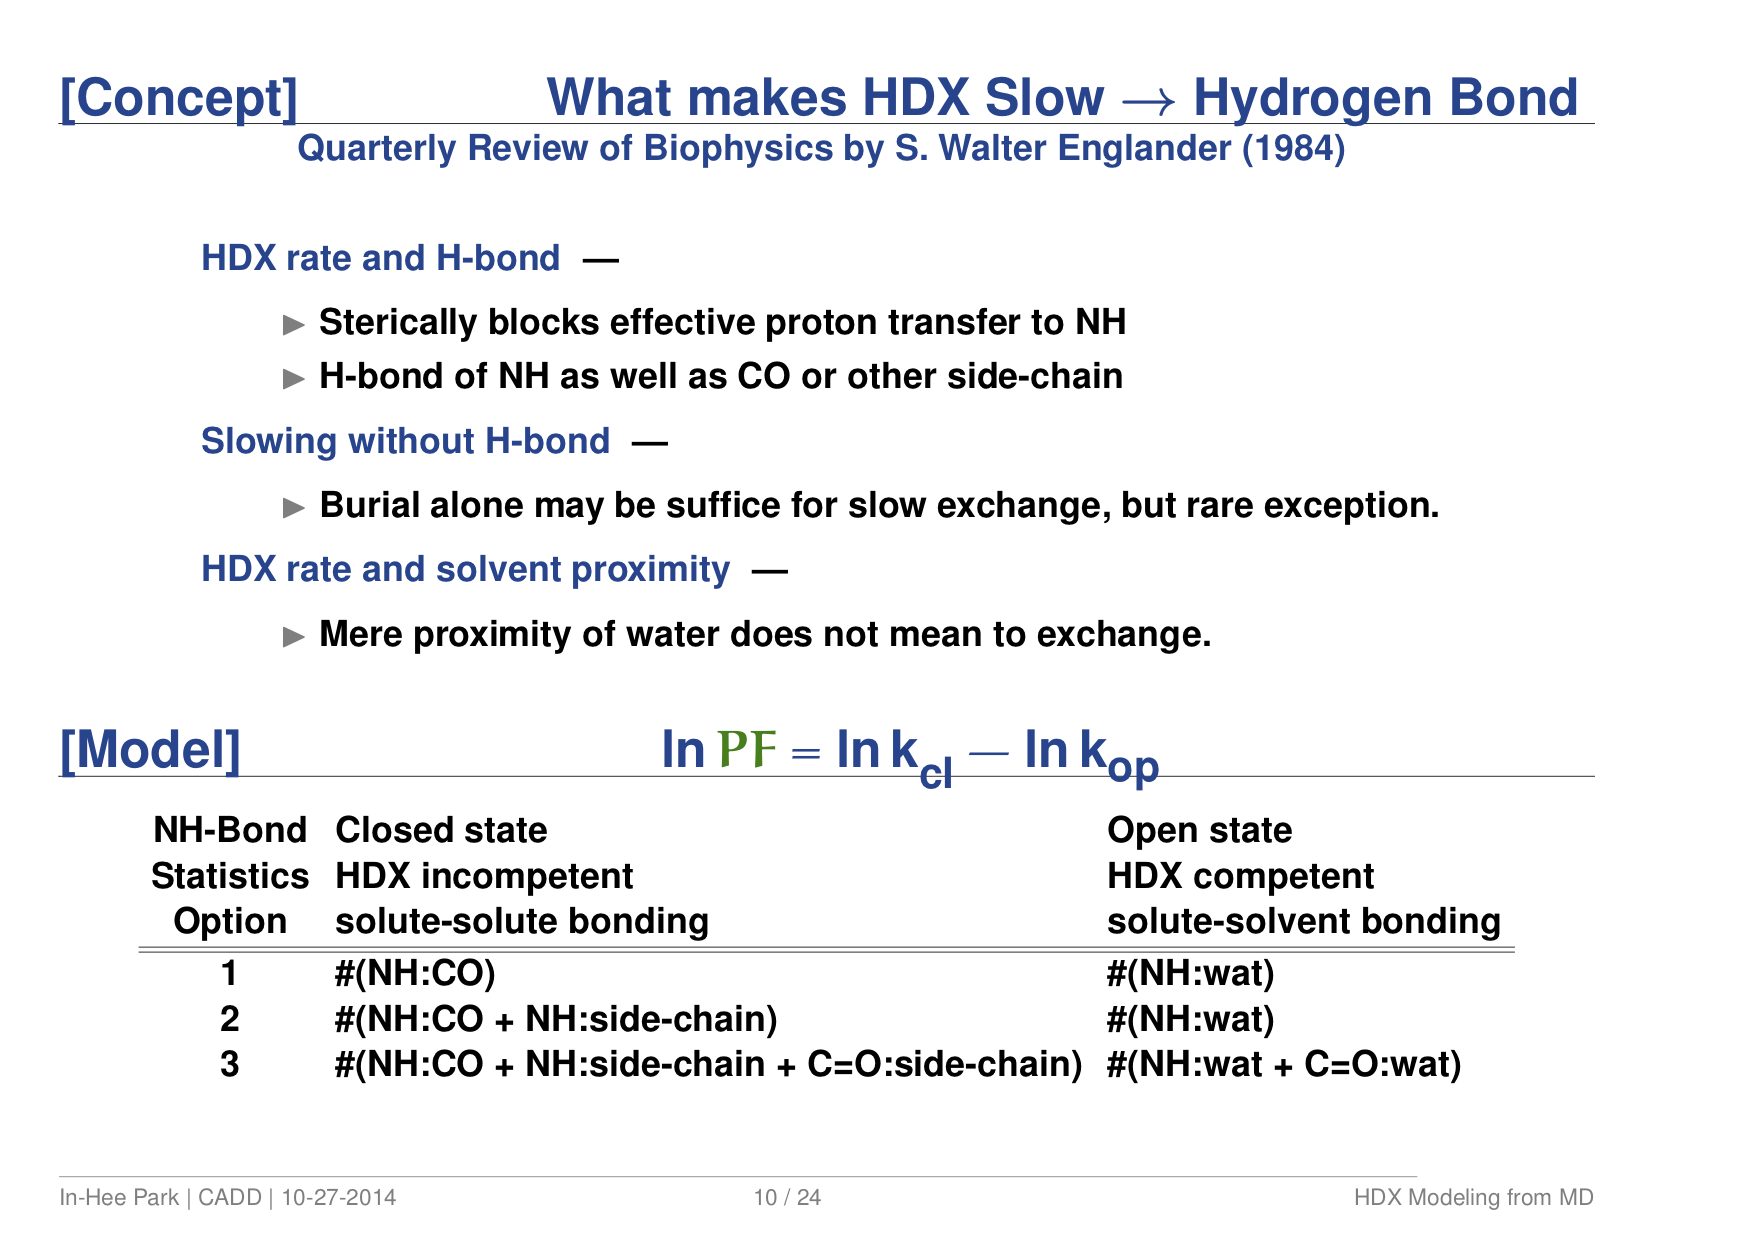 [Concept] What makes HDX Slow → Hydrogen Bond
Quarterly Review of Biophysics by S. Walter Englander (1984)
HDX rate and H-bond —
▶ Sterically blocks effective proton transfer to NH
▶ H-bond of NH as well as CO or other side-chain
Slowing without H-bond —
▶ Burial alone may be suffice for slow exchange, but rare exception.
HDX rate and solvent proximity —
▶ Mere proximity of water does not mean to exchange.
[Model] ln PF = ln k_cl − ln k_op
NH-Bond Closed state Open state
Statistics HDX incompetent HDX competent
Option solute-solute bonding solute-solvent bonding
1 #(NH:CO) #(NH:wat)
2 #(NH:CO + NH:side-chain) #(NH:wat)
3 #(NH:CO + NH:side-chain + C=O:side-chain) #(NH:wat + C=O:wat)
In-Hee Park | CADD | 10-27-2014 10 / 24 HDX Modeling from MD